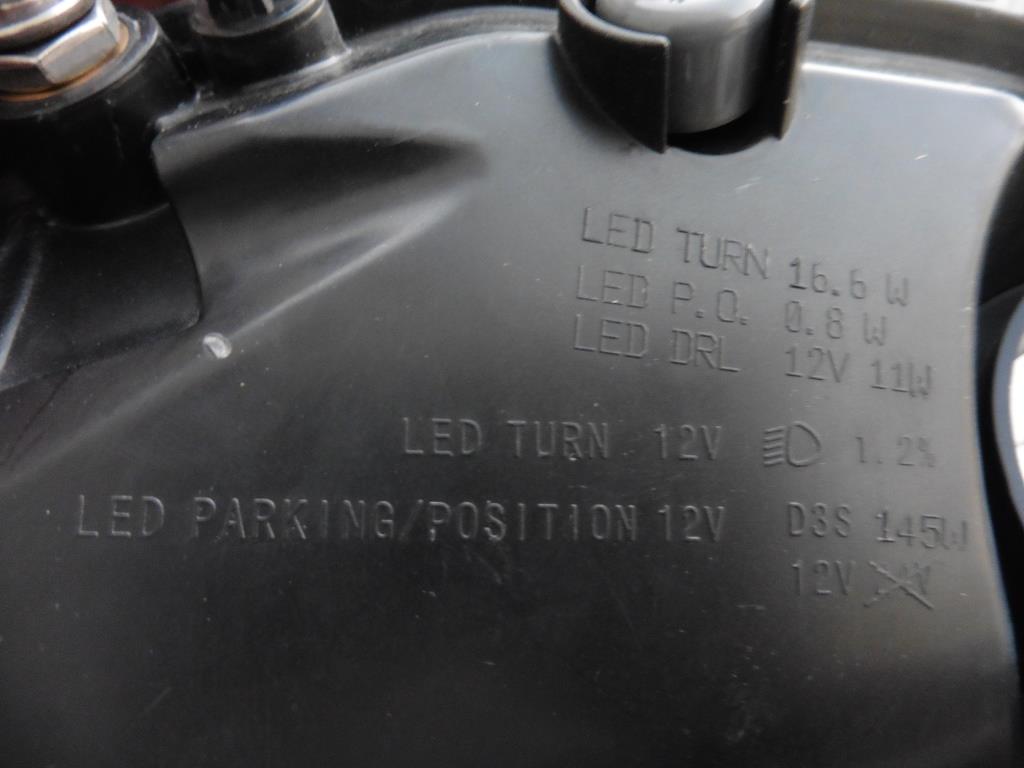 LED TURN 16.6 W
LED P.O. 0.8 W
LED DRL 12V 11W
LED TURN 12V 1.2%
LED PARKING/POSITION 12V D3S 145W
12V